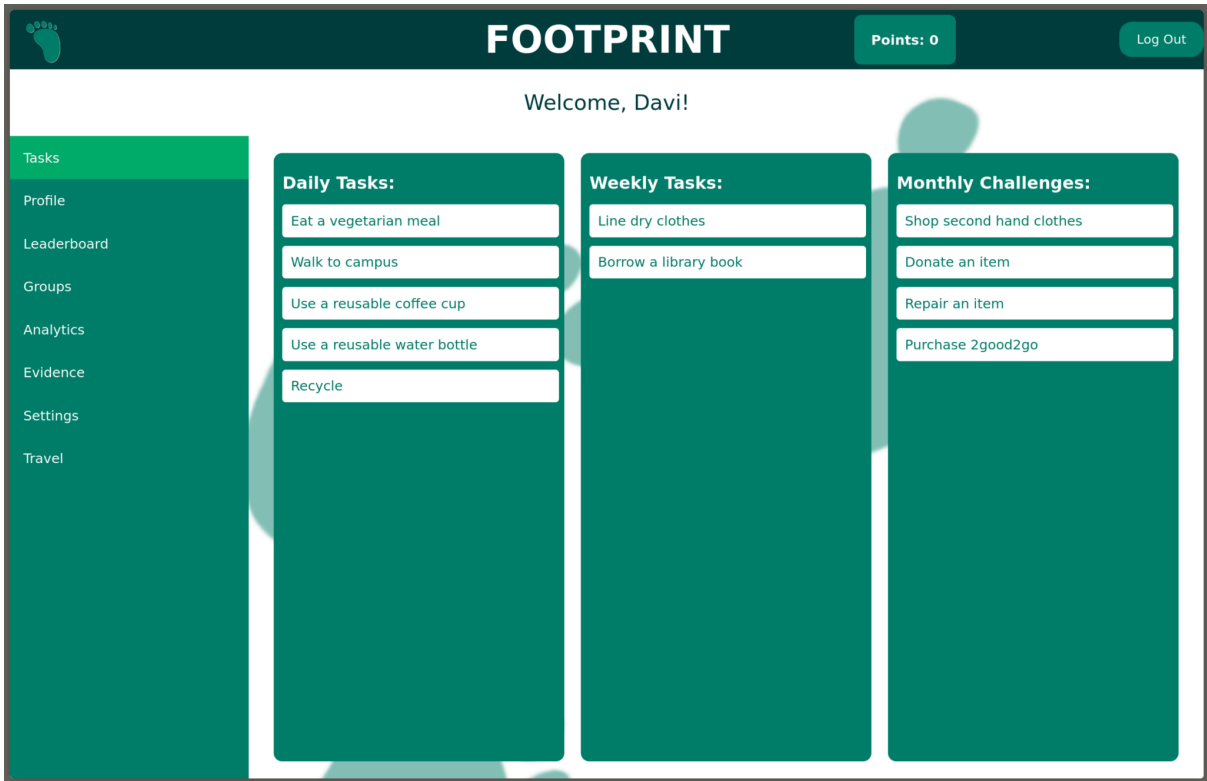 FOOTPRINT
Points: 0
Log Out
Welcome, Davi!
Tasks
Profile
Leaderboard
Groups
Analytics
Evidence
Settings
Travel
Daily Tasks:
Eat a vegetarian meal
Walk to campus
Use a reusable coffee cup
Use a reusable water bottle
Recycle
Weekly Tasks:
Line dry clothes
Borrow a library book
Monthly Challenges:
Shop second hand clothes
Donate an item
Repair an item
Purchase 2good2go